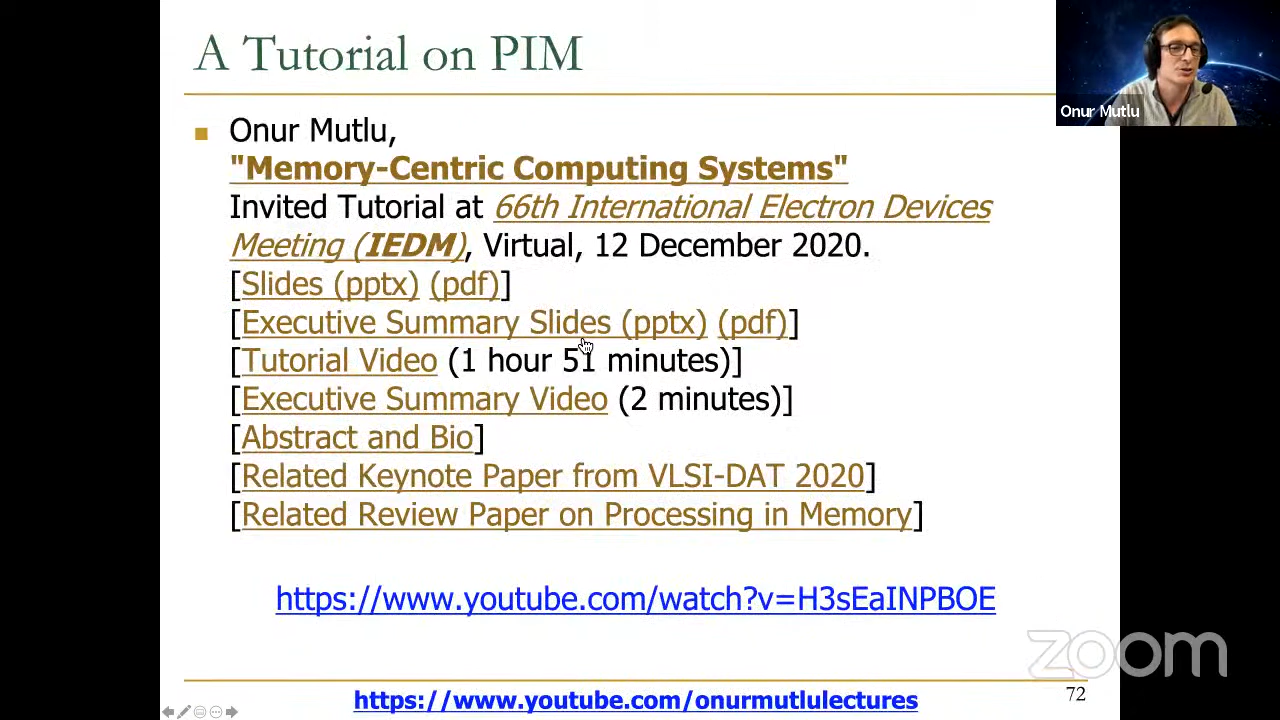 A Tutorial on PIM
Onur Mutlu
Onur Mutlu,
"Memory-Centric Computing Systems"
Invited Tutorial at 66th International Electron Devices
Meeting (IEDM), Virtual, 12 December 2020.
[Slides (pptx) (pdf)]
[Executive Summary Slides (pptx) (pdf)]
[Tutorial Video (1 hour 51 minutes)]
[Executive Summary Video (2 minutes)]
[Abstract and Bio]
[Related Keynote Paper from VLSI-DAT 2020]
[Related Review Paper on Processing in Memory]
https://www.youtube.com/watch?v=H3sEaINPBOE
zoom
https://www.youtube.com/onurmutlulectures
72